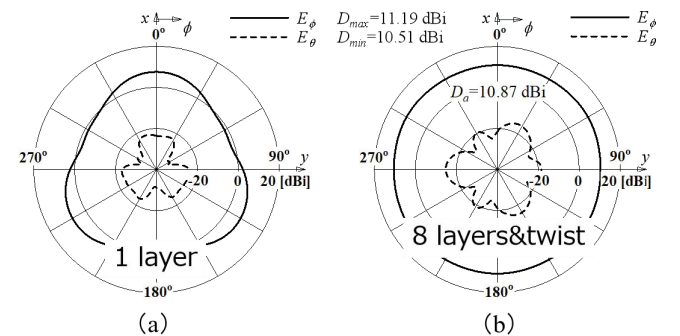 x ϕ
0°
E_ϕ
E_θ
270°
90° y
-20 0 20 [dBi]
1 layer
180°
(a)
D_max=11.19 dBi
D_min=10.51 dBi
x ϕ
0°
E_ϕ
E_θ
D_a=10.87 dBi
270°
90° y
-20 0 20 [dBi]
8 layers&twist
180°
(b)